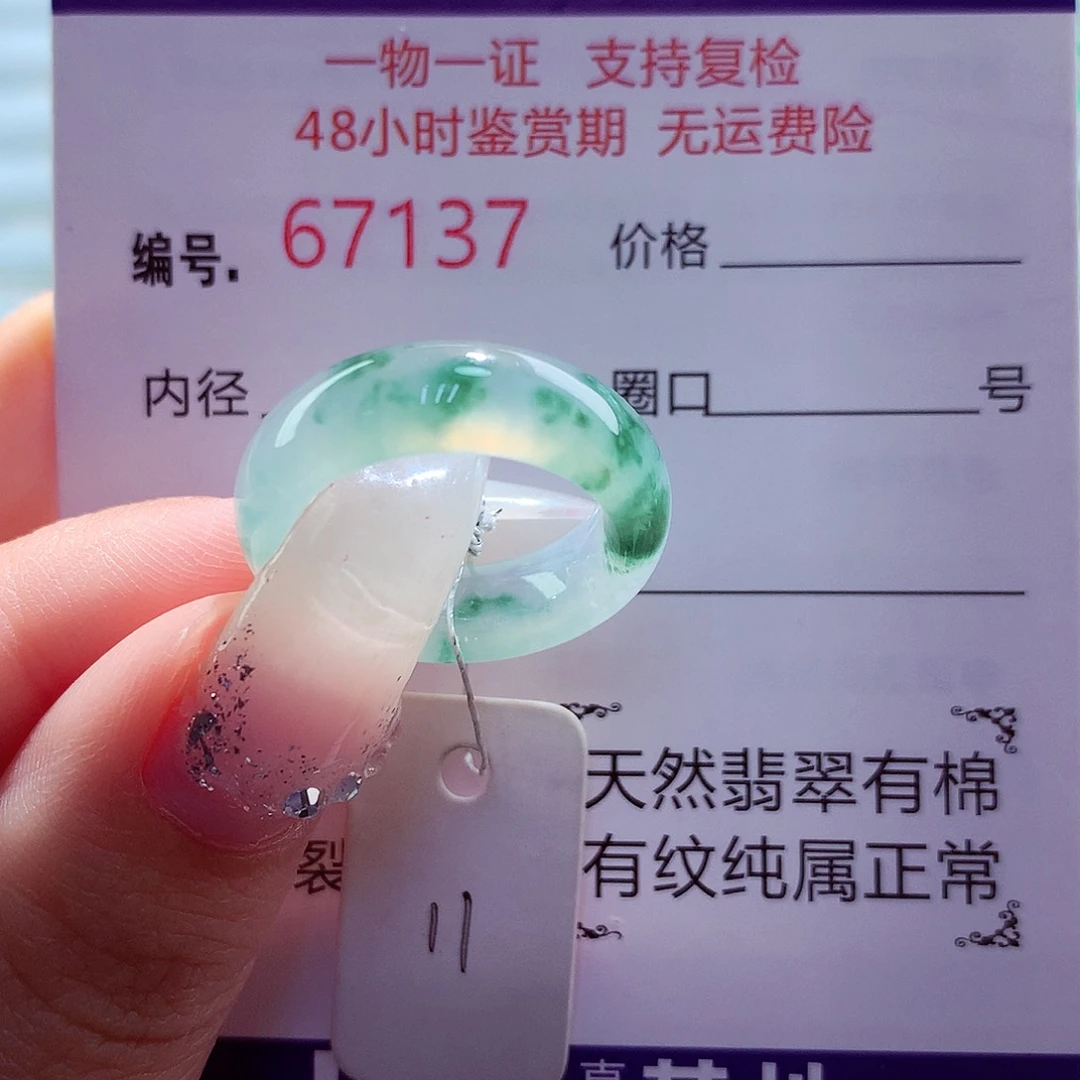 一物一证 支持复检
48小时鉴赏期 无运费险
编号. 67137 价格
内径 圈口 号
天然翡翠有棉
裂 有纹纯属正常
11